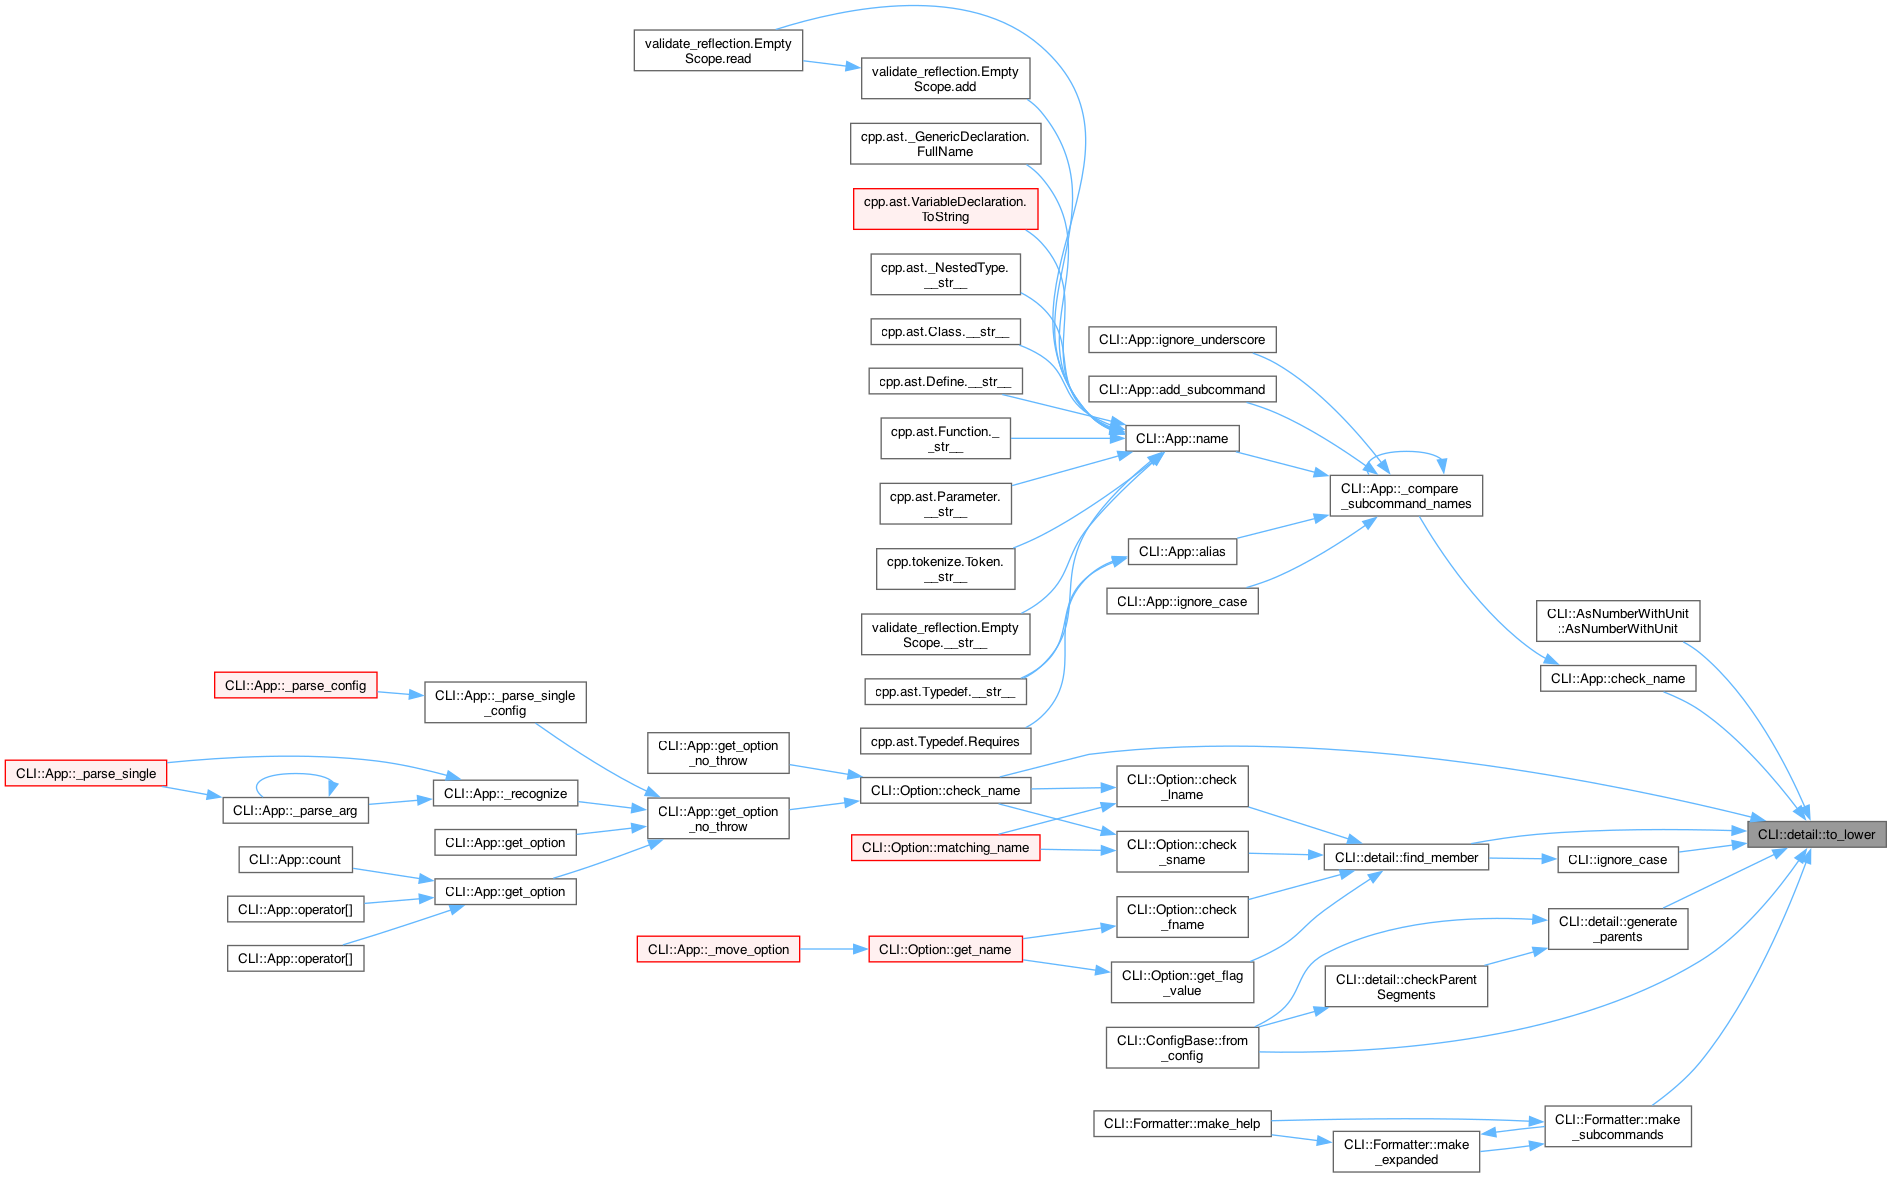 validate_reflection.Empty
Scope.read
validate_reflection.Empty
Scope.add
cpp.ast._GenericDeclaration.
FullName
cpp.ast.VariableDeclaration.
ToString
cpp.ast._NestedType.
__str__
cpp.ast.Class.__str__
cpp.ast.Define.__str__
cpp.ast.Function._
_str__
cpp.ast.Parameter.
__str__
cpp.tokenize.Token.
__str__
validate_reflection.Empty
Scope.__str__
cpp.ast.Typedef.__str__
cpp.ast.Typedef.Requires
CLI::App::ignore_underscore
CLI::App::add_subcommand
CLI::App::name
CLI::App::alias
CLI::App::ignore_case
CLI::App::_compare
_subcommand_names
CLI::AsNumberWithUnit
::AsNumberWithUnit
CLI::App::check_name
CLI::detail::to_lower
CLI::App::_parse_config
CLI::App::_parse_single
_config
CLI::App::_parse_single
CLI::App::_parse_arg
CLI::App::_recognize
CLI::App::get_option
CLI::App::count
CLI::App::get_option
CLI::App::operator[]
CLI::App::operator[]
CLI::App::get_option
_no_throw
CLI::App::get_option
_no_throw
CLI::Option::check_name
CLI::Option::matching_name
CLI::Option::check
_lname
CLI::Option::check
_sname
CLI::Option::check
_fname
CLI::Option::get_flag
_value
CLI::App::_move_option
CLI::Option::get_name
CLI::detail::find_member
CLI::ignore_case
CLI::detail::generate
_parents
CLI::detail::checkParent
Segments
CLI::ConfigBase::from
_config
CLI::Formatter::make_help
CLI::Formatter::make
_expanded
CLI::Formatter::make
_subcommands